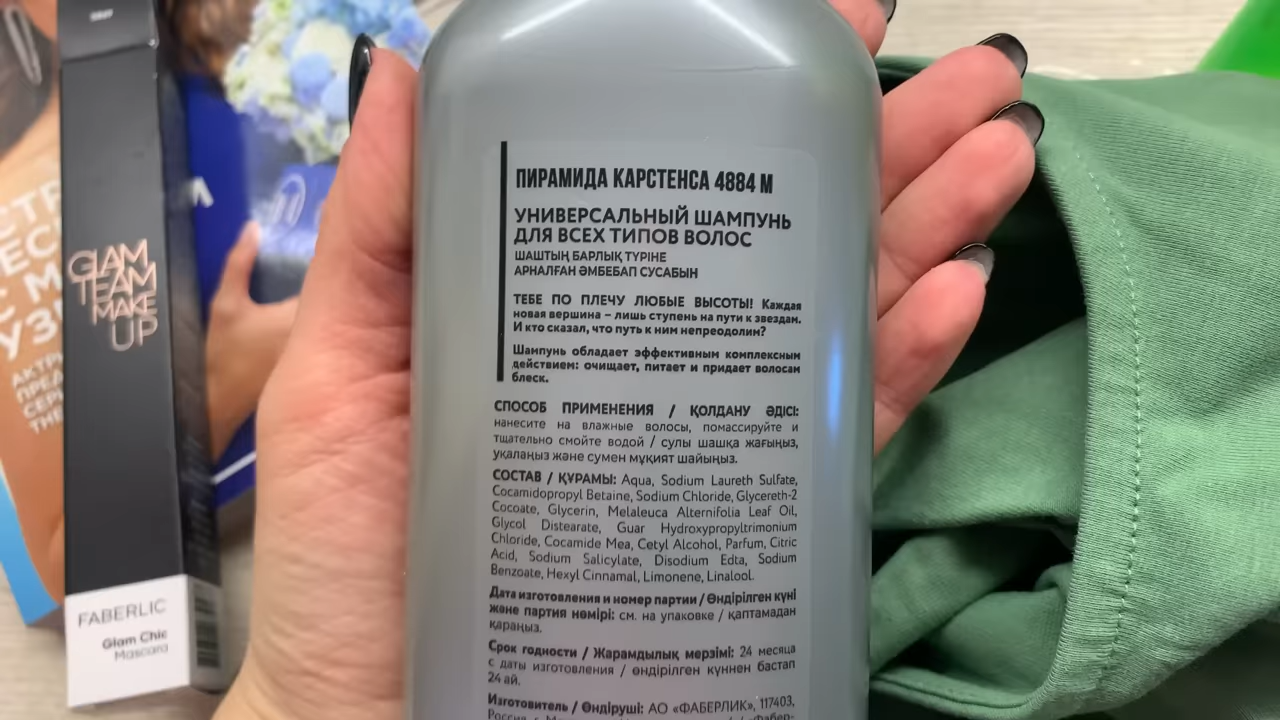 GLAM
TEAM
MAKE
UP
FABERLIC
Glam Chic
Mascara
ПИРАМИДА КАРСТЕНСА 4884 М
УНИВЕРСАЛЬНЫЙ ШАМПУНЬ
ДЛЯ ВСЕХ ТИПОВ ВОЛОС
ШАШТЫҢ БАРЛЫҚ ТҮРІНЕ
АРНАЛҒАН ӘМБЕБАП СУСАБЫН
ТЕБЕ ПО ПЛЕЧУ ЛЮБЫЕ ВЫСОТЫ! Каждая
новая вершина – лишь ступень на пути к звездам.
И кто сказал, что путь к ним непреодолим?
Шампунь обладает эффективным комплексным
действием: очищает, питает и придает волосам
блеск.
СПОСОБ ПРИМЕНЕНИЯ / ҚОЛДАНУ ӘДІСІ:
нанесите на влажные волосы, помассируйте и
тщательно смойте водой / сулы шашқа жағыңыз,
уқалаңыз және сумен мұқият шайыңыз.
СОСТАВ / ҚҰРАМЫ: Aqua, Sodium Laureth Sulfate,
Cocamidopropyl Betaine, Sodium Chloride, Glycereth-2
Cocoate, Glycerin, Melaleuca Alternifolia Leaf Oil,
Glycol Distearate, Guar Hydroxypropyltrimonium
Chloride, Cocamide Mea, Cetyl Alcohol, Parfum, Citric
Acid, Sodium Salicylate, Disodium Edta, Sodium
Benzoate, Hexyl Cinnamal, Limonene, Linalool.
Дата изготовления и номер партии / Өндірілген күні
және партия нөмірі: см. на упаковке / қаптамадан
қараңыз.
Срок годности / Жарамдылық мерзімі: 24 месяца
с даты изготовления / өндірілген күннен бастап
24 ай.
Изготовитель / Өндіруші: АО «ФАБЕРЛИК», 117403,